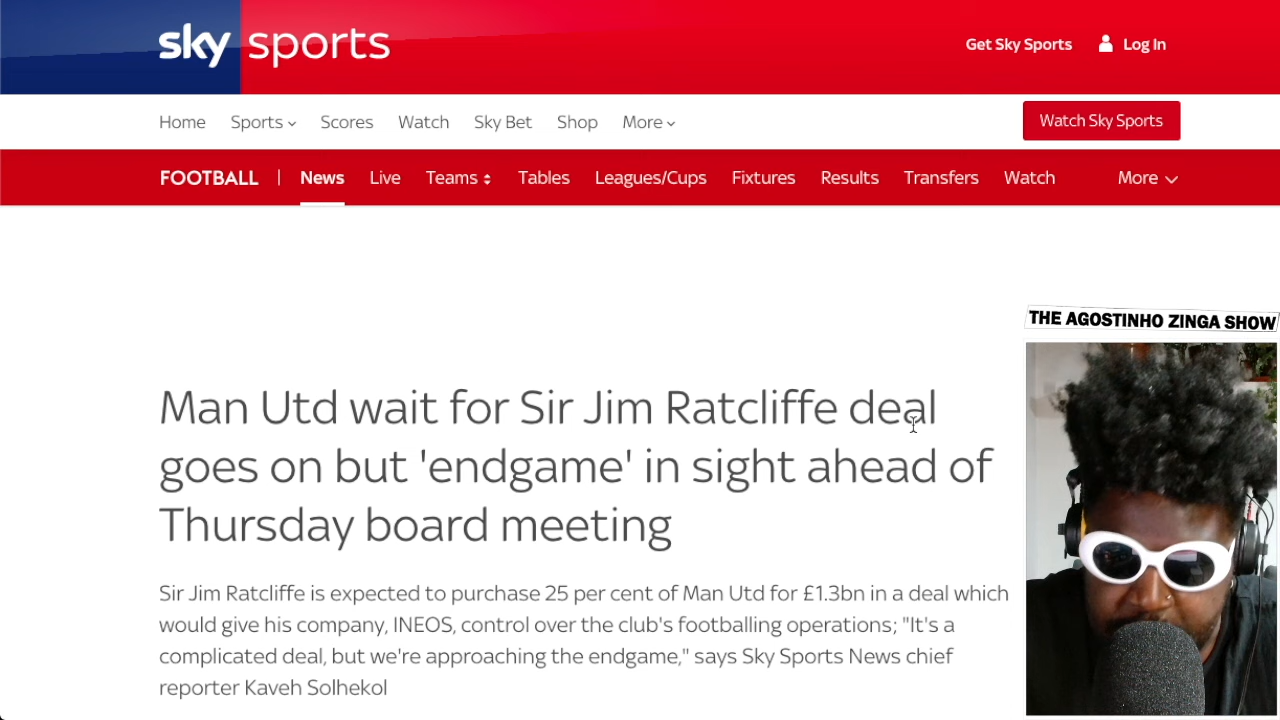 sky sports
Get Sky Sports
Log In
Home Sports Scores Watch Sky Bet Shop More
Watch Sky Sports
FOOTBALL | News Live Teams Tables Leagues/Cups Fixtures Results Transfers Watch More
THE AGOSTINHO ZINGA SHOW
Man Utd wait for Sir Jim Ratcliffe deal
goes on but 'endgame' in sight ahead of
Thursday board meeting
Sir Jim Ratcliffe is expected to purchase 25 per cent of Man Utd for £1.3bn in a deal which
would give his company, INEOS, control over the club's footballing operations; "It's a
complicated deal, but we're approaching the endgame," says Sky Sports News chief
reporter Kaveh Solhekol